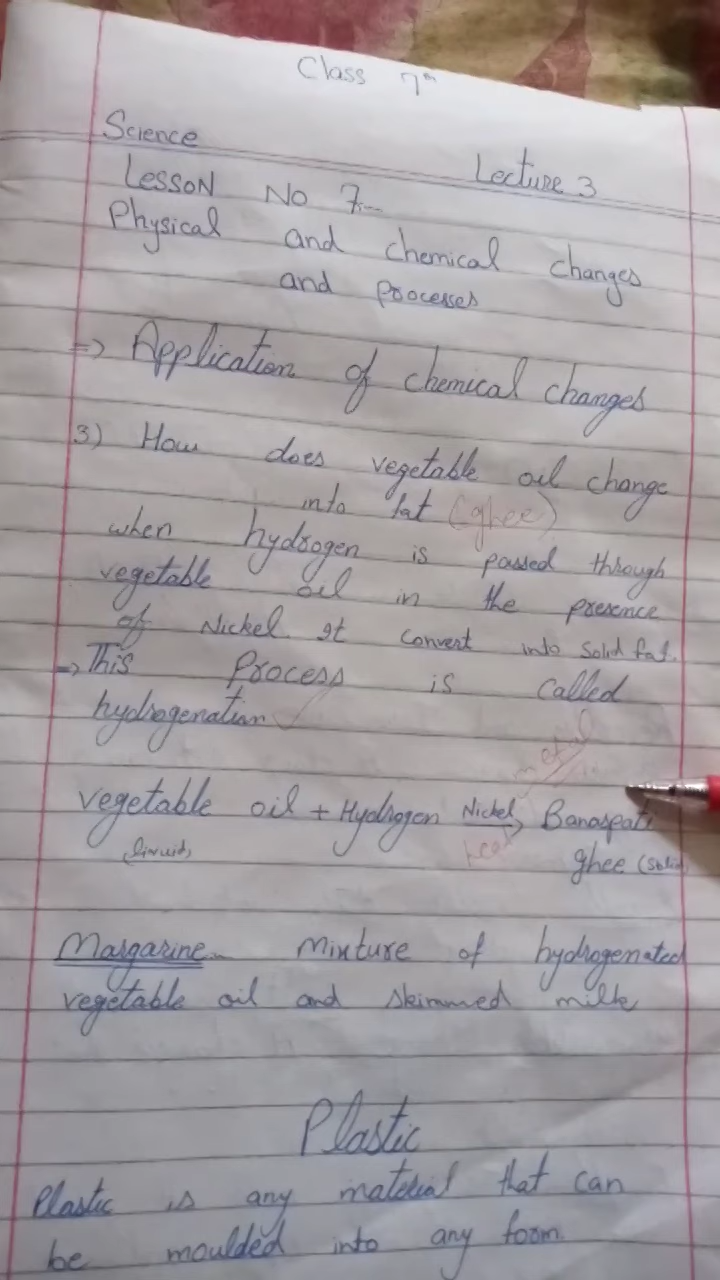 Class 7th
Science
Lecture 3
Lesson No 7
Physical and chemical changes
and processes
=> Application of chemical changes
3) How does vegetable oil change
into fat (ghee)
when hydrogen is passed through
vegetable oil in the presence
of Nickel It convert into solid fat.
=> This Process is called
hydrogenation
vegetable oil + Hydrogen Nickel → Banaspati
heat ghee (solid
Margarine mixture of hydrogenated
vegetable oil and skimmed milk
Plastic
Plastic is any material that can
be moulded into any form